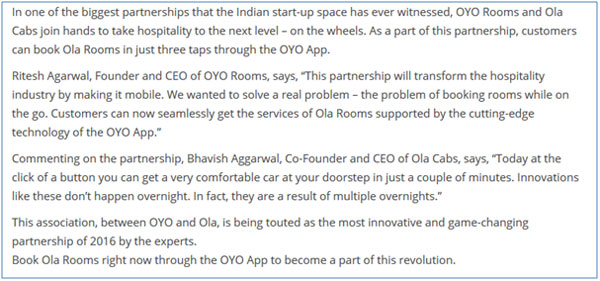 In one of the biggest partnerships that the Indian start-up space has ever witnessed, OYO Rooms and Ola
Cabs join hands to take hospitality to the next level – on the wheels. As a part of this partnership, customers
can book Ola Rooms in just three taps through the OYO App.
Ritesh Agarwal, Founder and CEO of OYO Rooms, says, “This partnership will transform the hospitality
industry by making it mobile. We wanted to solve a real problem – the problem of booking rooms while on
the go. Customers can now seamlessly get the services of Ola Rooms supported by the cutting-edge
technology of the OYO App.”
Commenting on the partnership, Bhavish Aggarwal, Co-Founder and CEO of Ola Cabs, says, “Today at the
click of a button you can get a very comfortable car at your doorstep in just a couple of minutes. Innovations
like these don’t happen overnight. In fact, they are a result of multiple overnights.”
This association, between OYO and Ola, is being touted as the most innovative and game-changing
partnership of 2016 by the experts.
Book Ola Rooms right now through the OYO App to become a part of this revolution.